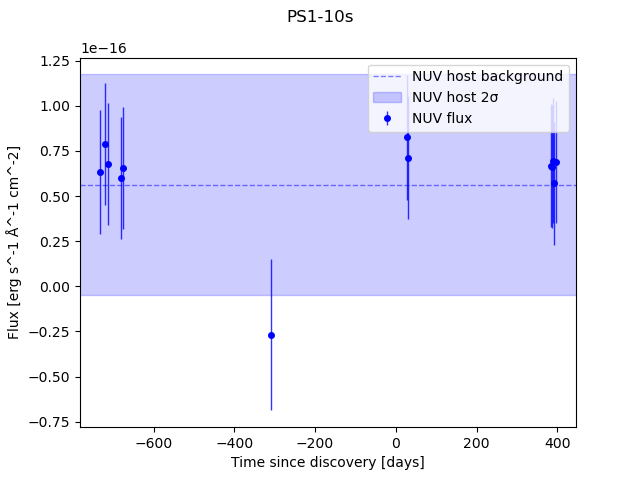 PS1-10s
1e−16
1.25
1.00
0.75
0.50
0.25
0.00
−0.25
−0.50
−0.75
Flux [erg s^-1 Å^-1 cm^-2]
NUV host background
NUV host 2σ
NUV flux
−600
−400
−200
0
200
400
Time since discovery [days]